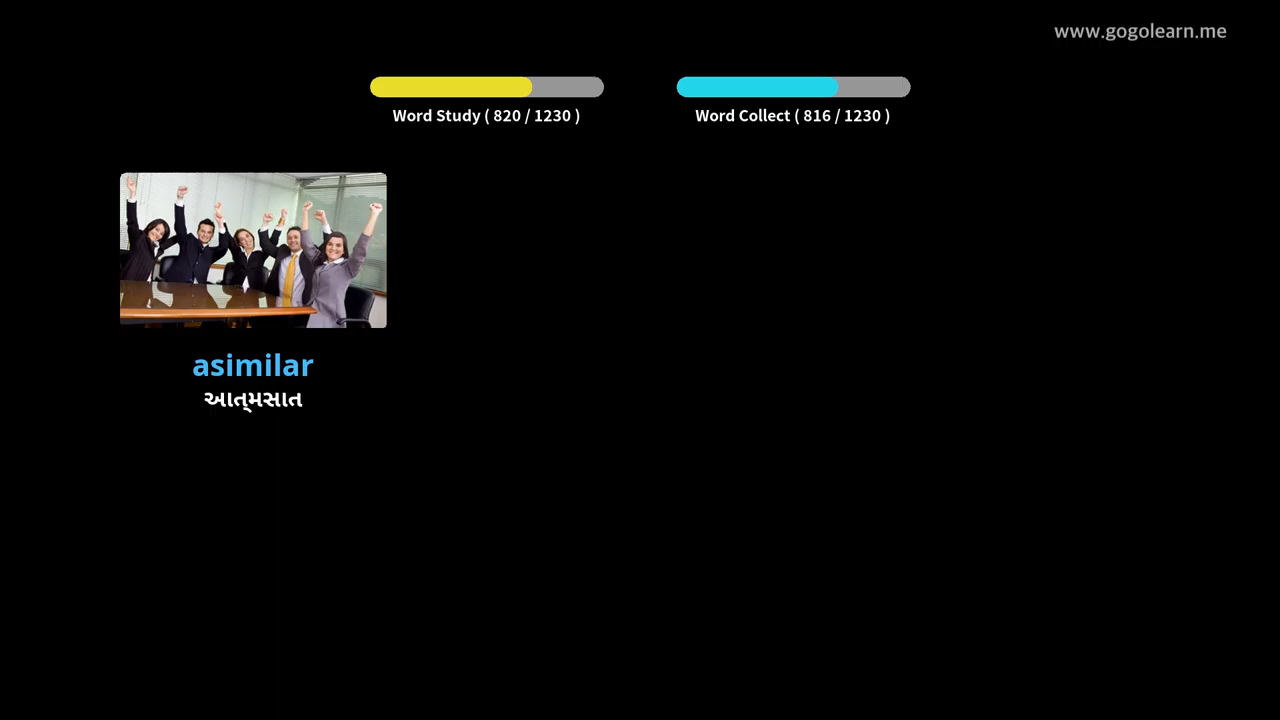 www.gogolearn.me
Word Study ( 820 / 1230 )
Word Collect ( 816 / 1230 )
asimilar
આત્મસાત